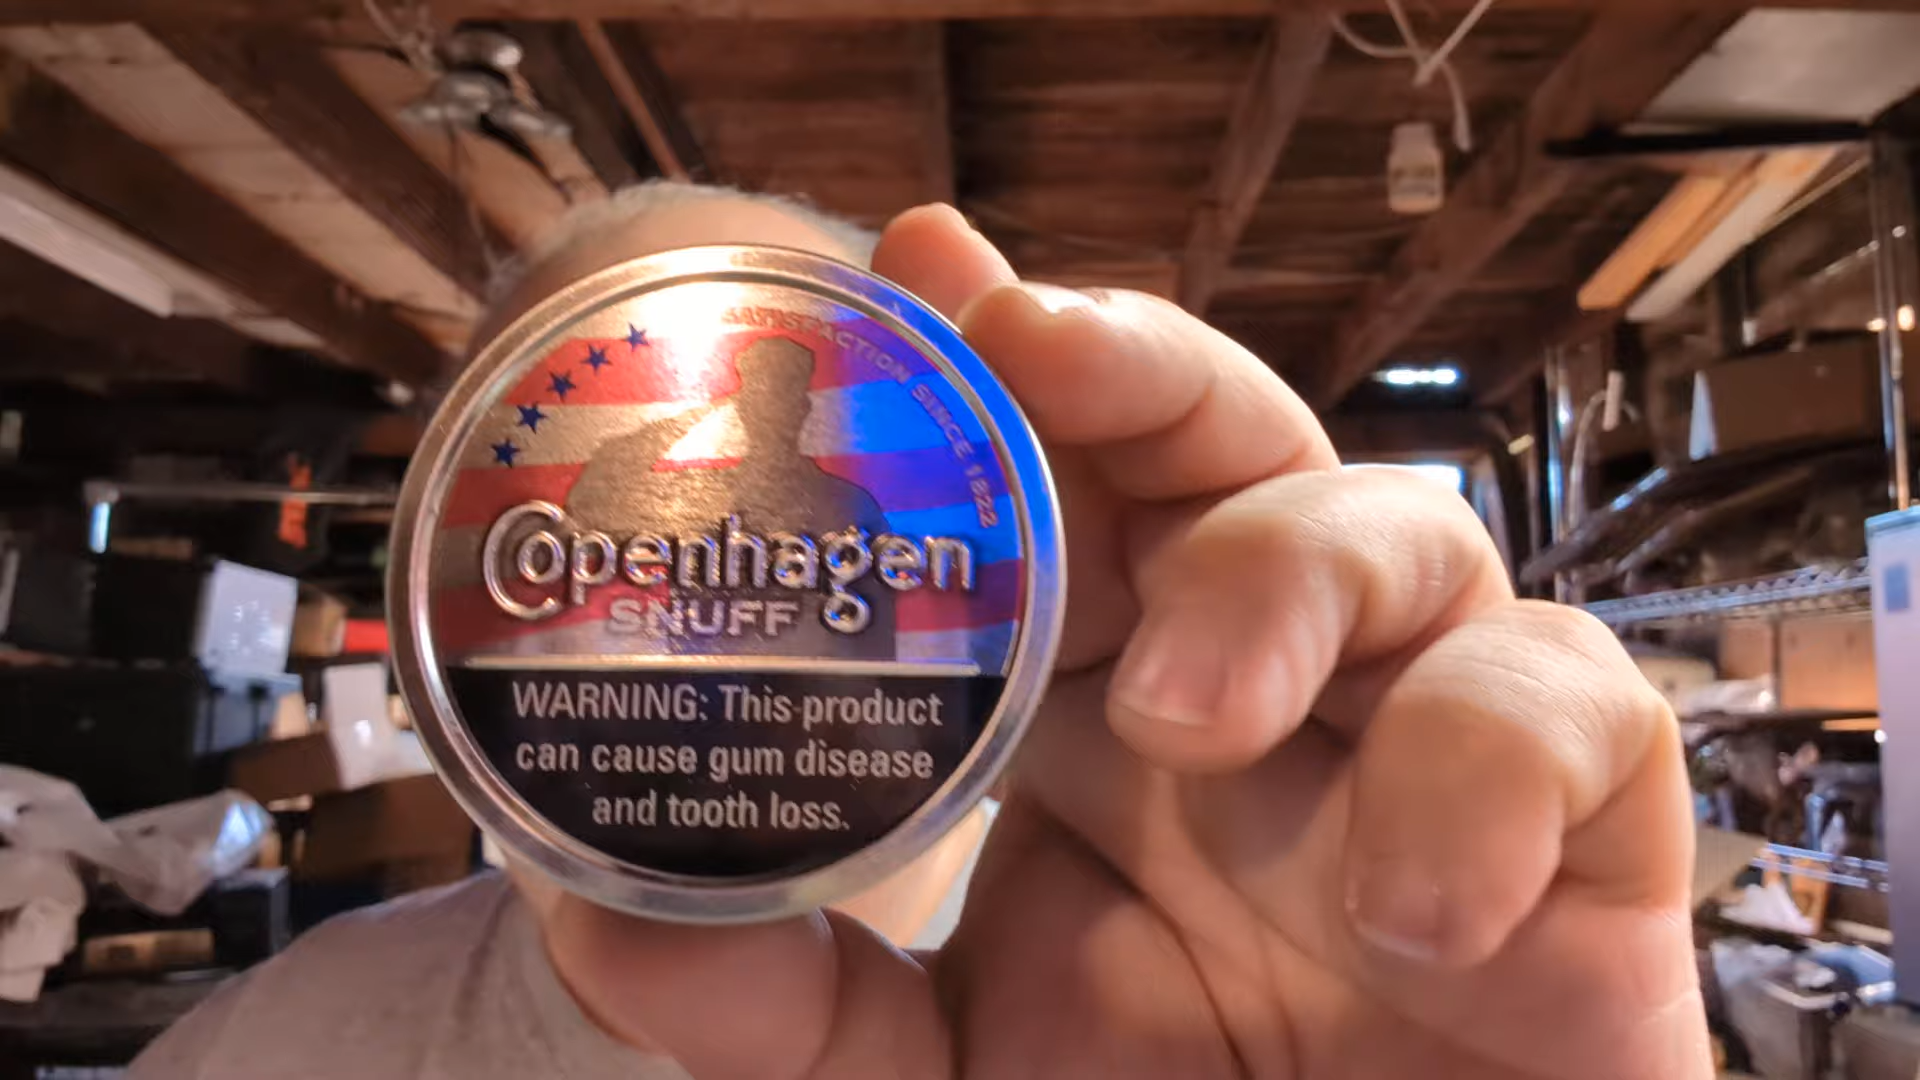 SATISFACTION SINCE 1822
Copenhagen
SNUFF
WARNING: This product
can cause gum disease
and tooth loss.